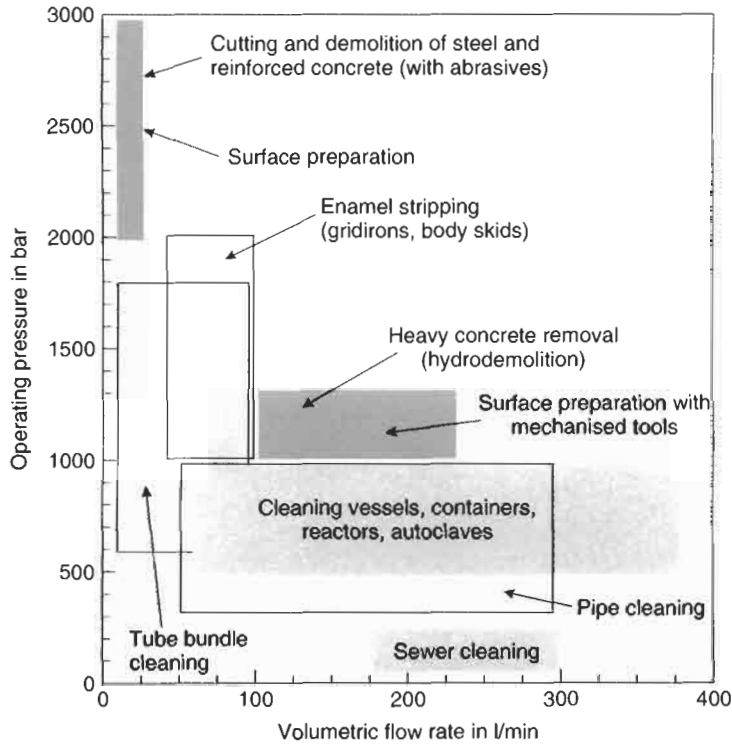 3000
Cutting and demolition of steel and
reinforced concrete (with abrasives)
2500
Surface preparation
Enamel stripping
(gridirons, body skids)
2000
Operating pressure in bar
1500
Heavy concrete removal
(hydrodemolition)
Surface preparation with
mechanised tools
1000
Cleaning vessels, containers,
reactors, autoclaves
500
Pipe cleaning
Tube bundle
cleaning
Sewer cleaning
0
0 100 200 300 400
Volumetric flow rate in l/min